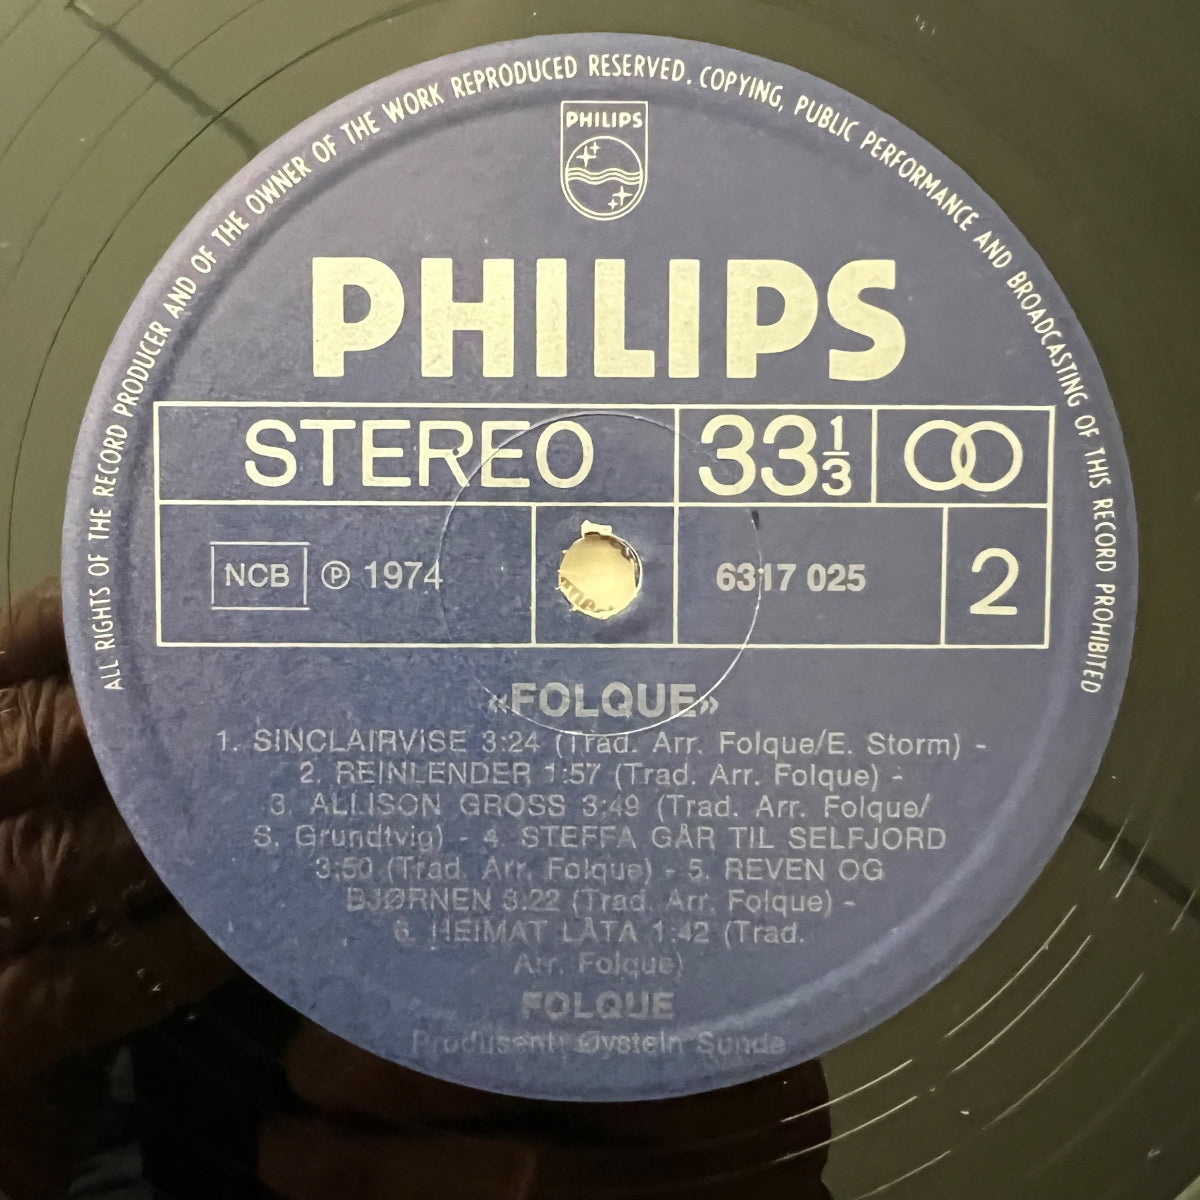 ALL RIGHTS OF THE RECORD PRODUCER AND OF THE OWNER OF THE WORK REPRODUCED RESERVED. COPYING, PUBLIC PERFORMANCE AND BROADCASTING OF THIS RECORD PROHIBITED
PHILIPS
PHILIPS
STEREO 33 1/3
NCB ℗ 1974 6317 025 2
«FOLQUE»
1. SINCLAIRVISE 3:24 (Trad. Arr. Folque/E. Storm) -
2. REINLENDER 1:57 (Trad. Arr. Folque) -
3. ALLISON GROSS 3:49 (Trad. Arr. Folque/
S. Grundtvig) - 4. STEFFA GÅR TIL SELFJORD
3:50 (Trad. Arr. Folque) - 5. REVEN OG
BJØRNEN 3:22 (Trad. Arr. Folque) -
6. HEIMAT LÅTA 1:42 (Trad.
Arr. Folque)
FOLQUE
Produsent: Øystein Sunde